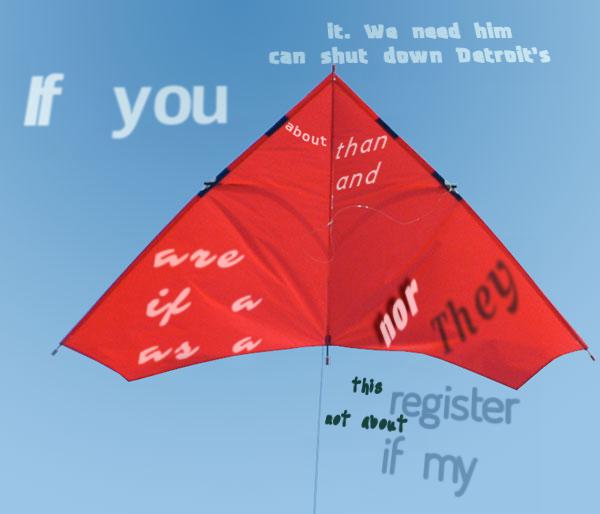 it. We need him
can shut down Detroit's
If you
about
than
and
are
if a
as a
nor
They
this
not about
register
if my